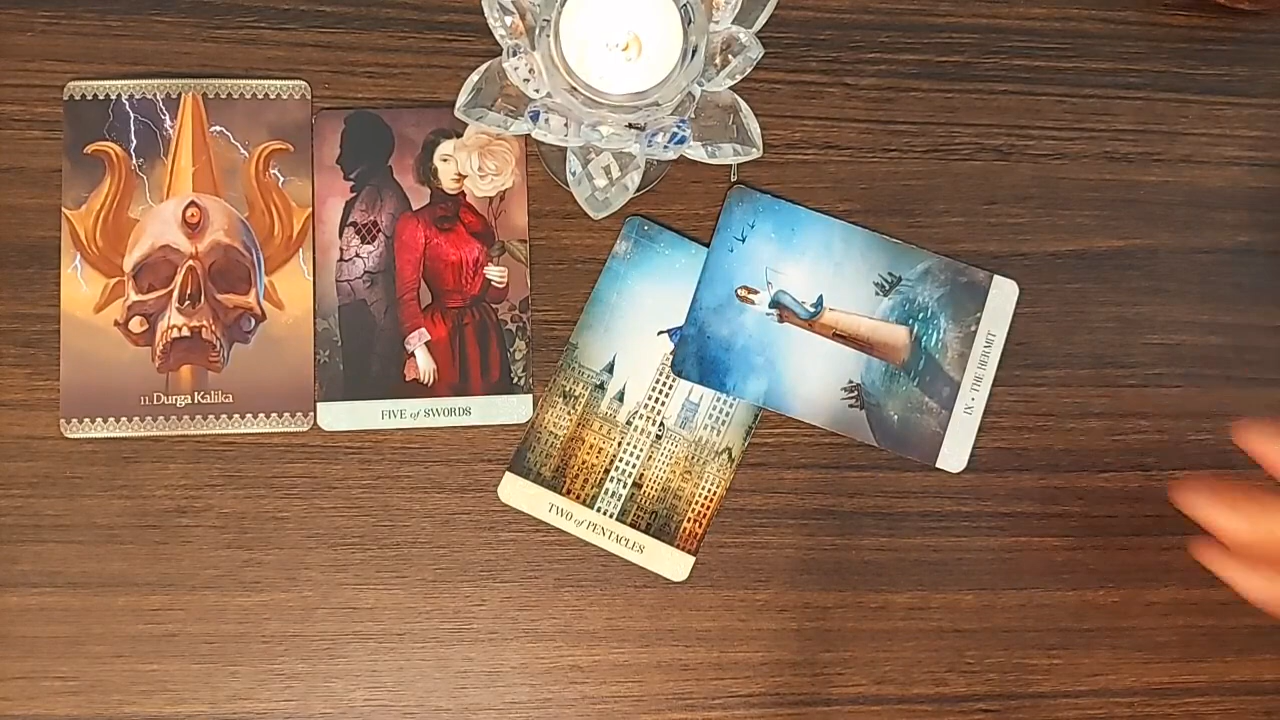 11. Durga Kalika
FIVE of SWORDS
TWO of PENTACLES
IX • THE HERMIT